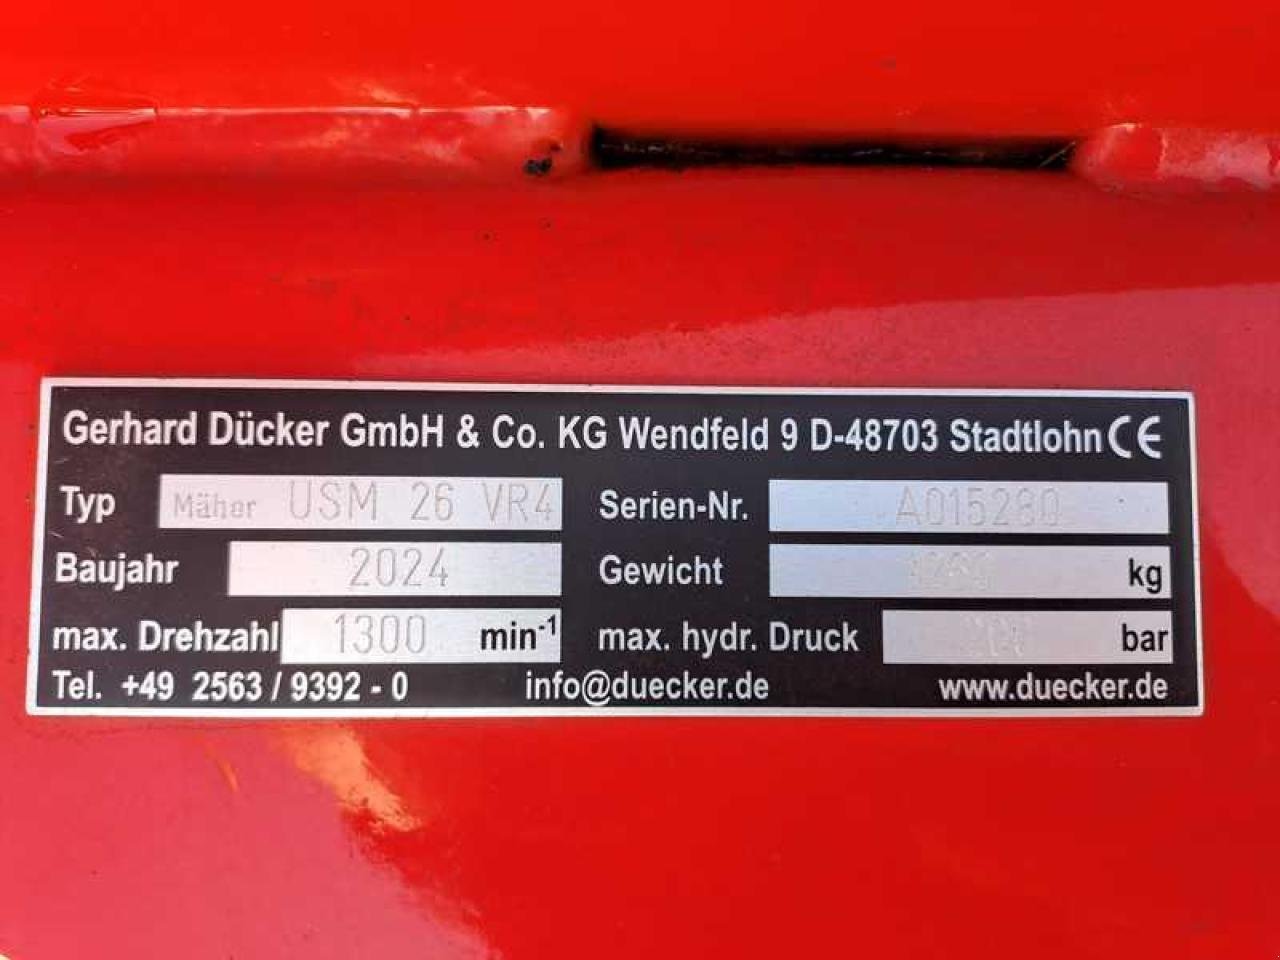 Gerhard Dücker GmbH & Co. KG Wendfeld 9 D-48703 Stadtlohn CE
Typ Mäher USM 26 VR4 Serien-Nr.
Baujahr 2024 Gewicht kg
max. Drehzahl 1300 min⁻¹ max. hydr. Druck bar
Tel. +49 2563 / 9392 - 0 info@duecker.de www.duecker.de